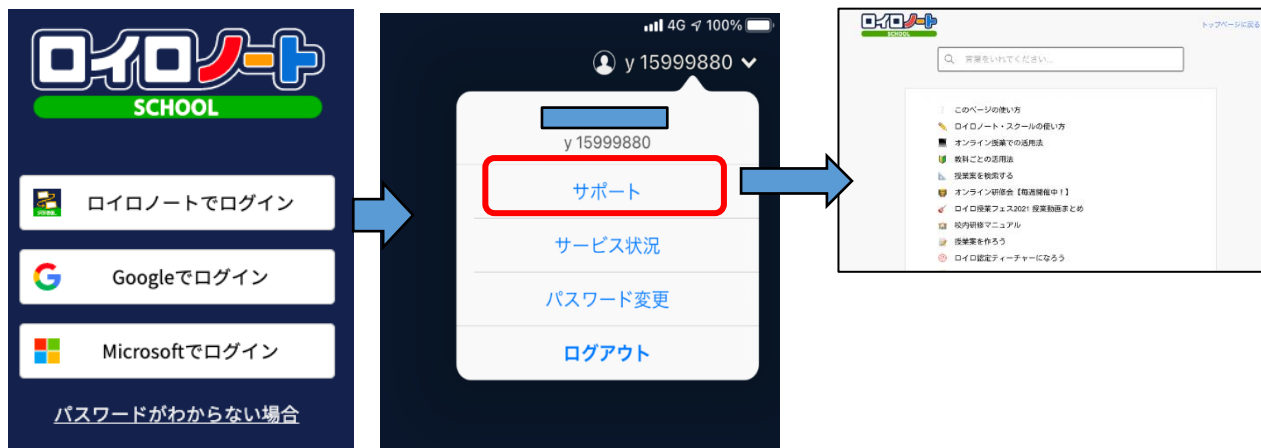 ロイロノート
SCHOOL
ロイロノートでログイン
Googleでログイン
Microsoftでログイン
パスワードがわからない場合
4G 100%
y 15999880
y 15999880
サポート
サービス状況
パスワード変更
ログアウト
ロイロノート
SCHOOL
トップページに戻る
言葉をいれてください...
このページの使い方
ロイロノート・スクールの使い方
オンライン授業での活用法
教科ごとの活用法
授業案を検索する
オンライン研修会【毎週開催中！】
ロイロ授業フェス2021 授業動画まとめ
校内研修マニュアル
授業案を作ろう
ロイロ認定ティーチャーになろう